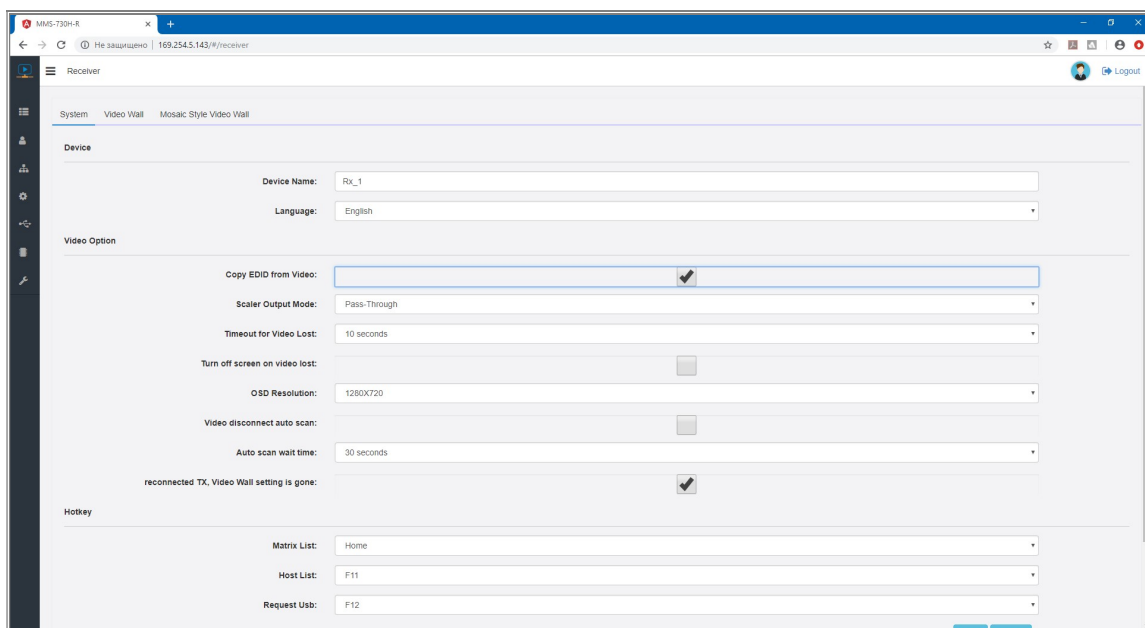 MMS-730H-R
Не защищено | 169.254.5.143/#/receiver
Receiver
Logout
System Video Wall Mosaic Style Video Wall
Device
Device Name: Rx_1
Language: English
Video Option
Copy EDID from Video:
Scaler Output Mode: Pass-Through
Timeout for Video Lost: 10 seconds
Turn off screen on video lost:
OSD Resolution: 1280X720
Video disconnect auto scan:
Auto scan wait time: 30 seconds
reconnected TX, Video Wall setting is gone:
Hotkey
Matrix List: Home
Host List: F11
Request Usb: F12